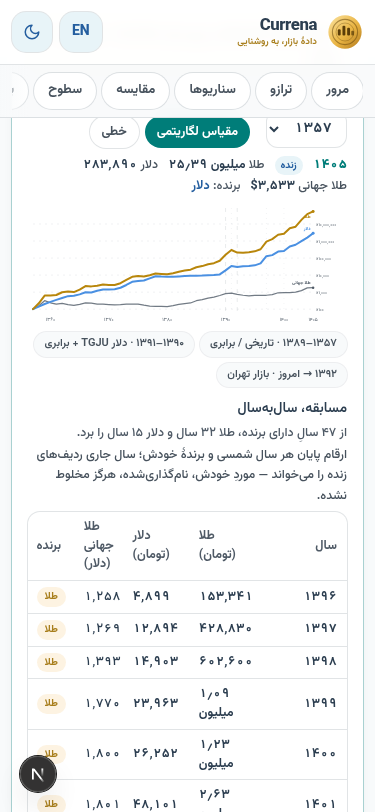 Currena
دادهٔ بازار، به روشنایی
EN
مرور
ترازو
سناریوها
مقایسه
سطوح
۱۳۵۷
مقیاس لگاریتمی
خطی
۱۴۰۵ زنده طلا ۲۵٫۳۹ میلیون دلار ۲۸۳,۸۹۰
طلا جهانی $۳,۵۳۳ برنده: دلار
دلار
طلا جهانی
۱۳۵۷–۱۳۸۹ · تاریخی / برابری
۱۳۹۰–۱۳۹۱ · دلار TGJU + برابری
۱۳۹۲ → امروز · بازار تهران
مسابقه، سال‌به‌سال
از ۴۷ سالِ دارای برنده، طلا ۳۲ سال و دلار ۱۵ سال را برد.
ارقام پایان هر سال شمسی و برندهٔ خودش؛ سال جاری ردیف‌های
زنده را می‌خواند — موردِ خودش، نام‌گذاری‌شده، هرگز مخلوط
نشده.
سال طلا (تومان) دلار (تومان) طلا جهانی (دلار) برنده
۱۳۹۶ ۱۵۳,۳۴۱ ۴,۸۹۹ ۱,۲۵۸ طلا
۱۳۹۷ ۴۲۸,۸۳۰ ۱۲,۸۹۴ ۱,۲۶۹ طلا
۱۳۹۸ ۶۰۲,۶۰۰ ۱۴,۹۰۳ ۱,۳۹۳ طلا
۱۳۹۹ ۱٫۰۹ میلیون ۲۳,۹۶۳ ۱,۷۷۰ طلا
۱۴۰۰ ۱٫۲۳ میلیون ۲۶,۲۵۲ ۱,۸۰۰ طلا
۱۴۰۱ ۲٫۶۳ ۴۸,۱۰۱ ۱,۸۰۱ طلا
N